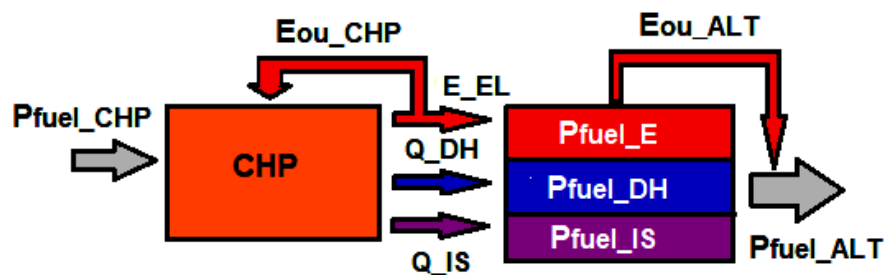 Eou_CHP
Eou_ALT
E_EL
Pfuel_CHP
Pfuel_E
Q_DH
CHP
Pfuel_DH
Pfuel_IS
Pfuel_ALT
Q_IS